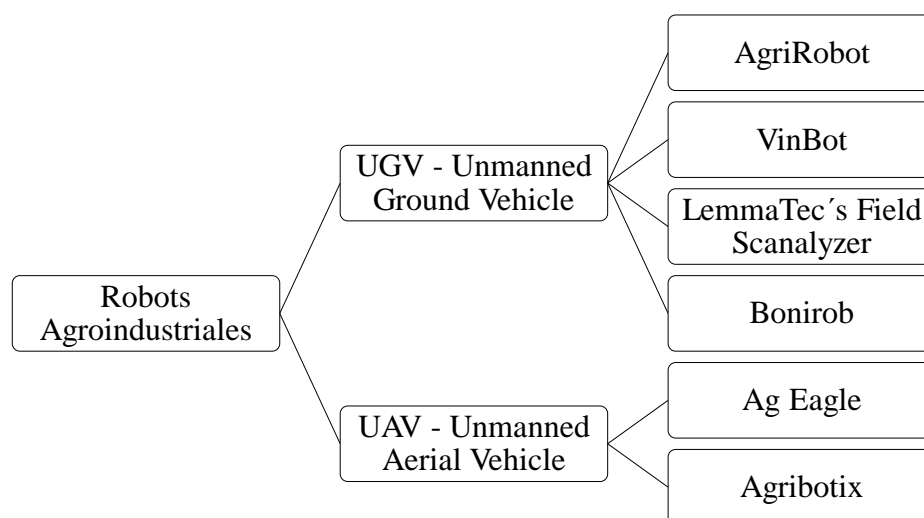 AgriRobot
VinBot
UGV - Unmanned
Ground Vehicle
LemmaTec´s Field
Scanalyzer
Robots
Agroindustriales
Bonirob
Ag Eagle
UAV - Unmanned
Aerial Vehicle
Agribotix